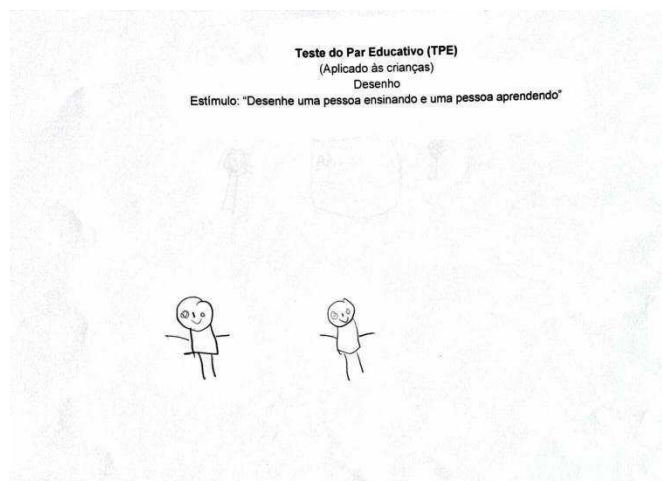 Teste do Par Educativo (TPE)
(Aplicado às crianças)
Desenho
Estímulo: "Desenhe uma pessoa ensinando e uma pessoa aprendendo"